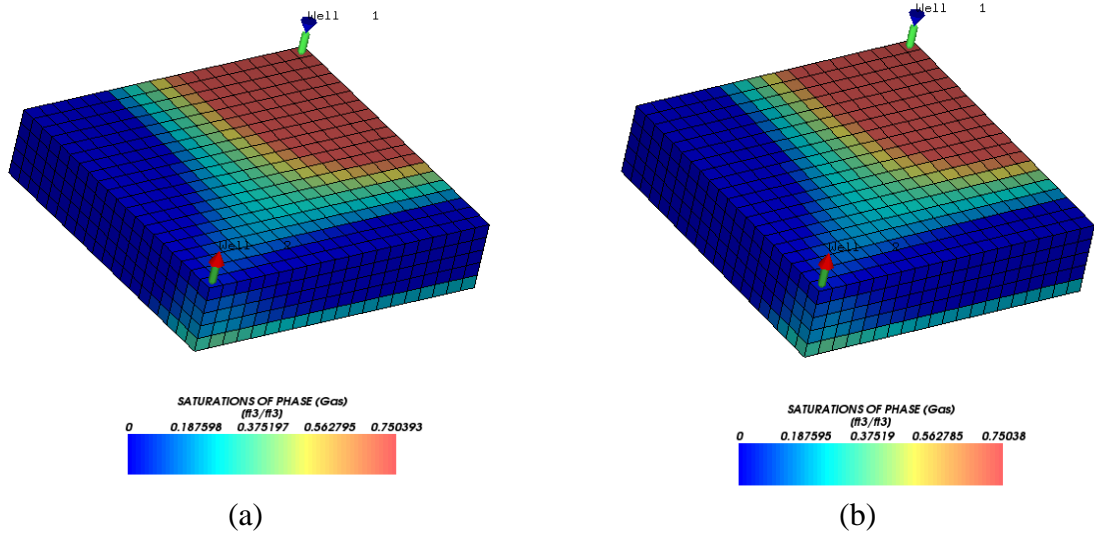 Well 1
Well 2
SATURATIONS OF PHASE (Gas)
(ft3/ft3)
0 0.187598 0.375197 0.562795 0.750393
(a)
Well 1
Well 2
SATURATIONS OF PHASE (Gas)
(ft3/ft3)
0 0.187595 0.37519 0.562785 0.75038
(b)